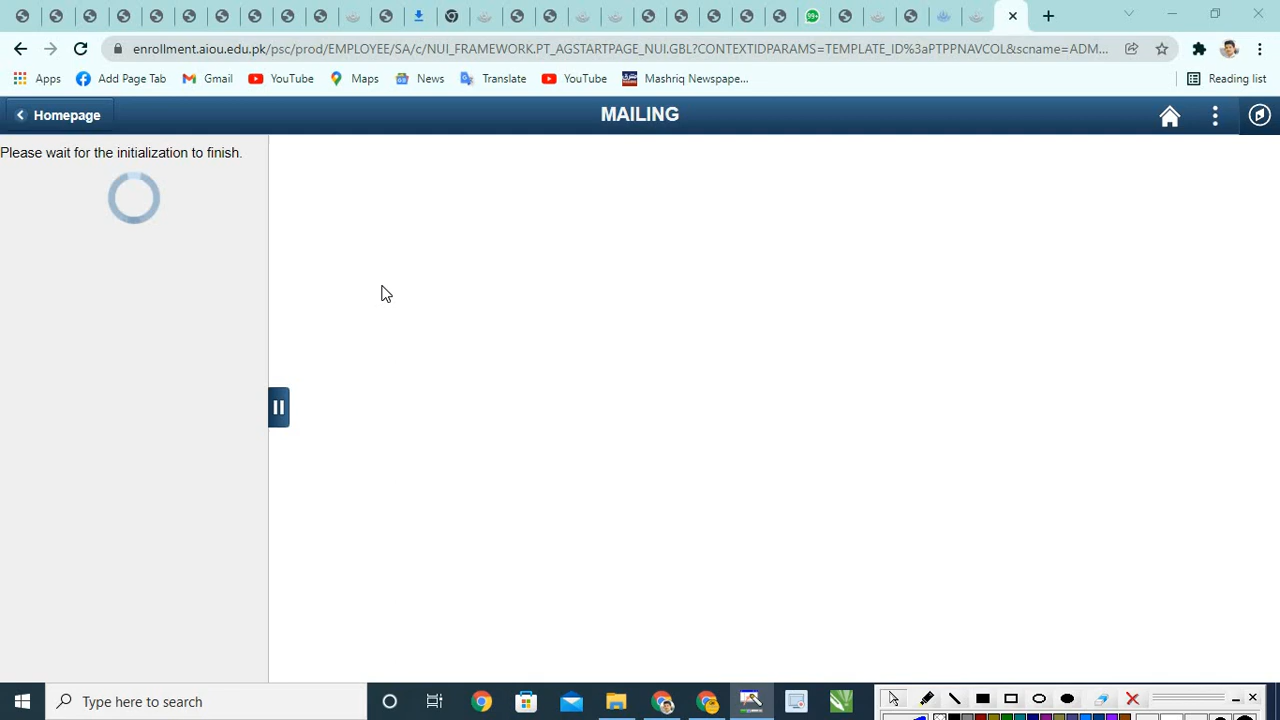 99+
enrollment.aiou.edu.pk/psc/prod/EMPLOYEE/SA/c/NUI_FRAMEWORK.PT_AGSTARTPAGE_NUI.GBL?CONTEXTIDPARAMS=TEMPLATE_ID%3aPTPPNAVCOL&scname=ADM...
Apps Add Page Tab Gmail YouTube Maps News Translate YouTube Mashriq Newspape... Reading list
Homepage MAILING
Please wait for the initialization to finish.
Type here to search